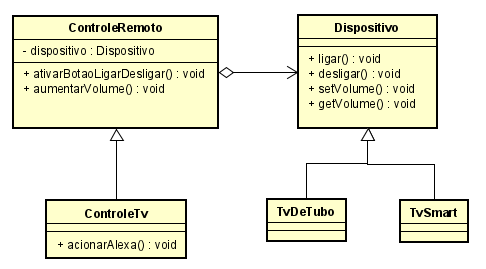 ControleRemoto
- dispositivo : Dispositivo
+ ativarBotaoLigarDesligar() : void
+ aumentarVolume() : void
Dispositivo
+ ligar() : void
+ desligar() : void
+ setVolume() : void
+ getVolume() : void
ControleTv
+ acionarAlexa() : void
TvDeTubo
TvSmart